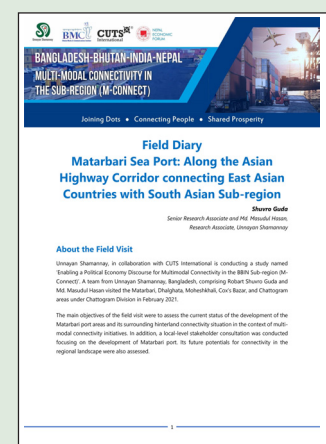 Unnayan Shamannay
BMCI
CUTS
International
NEPAL
ECONOMIC
FORUM
BANGLADESH-BHUTAN-INDIA-NEPAL
MULTI-MODAL CONNECTIVITY IN
THE SUB-REGION (M-CONNECT)
Joining Dots • Connecting People • Shared Prosperity
Field Diary
Matarbari Sea Port: Along the Asian
Highway Corridor connecting East Asian
Countries with South Asian Sub-region
Shuvro Guda
Senior Research Associate and Md. Masudul Hasan,
Research Associate, Unnayan Shamannay
About the Field Visit
Unnayan Shamannay, in collaboration with CUTS International is conducting a study named
'Enabling a Political Economy Discourse for Multimodal Connectivity in the BBIN Sub-region (M-
Connect)'. A team from Unnayan Shamannay, Bangladesh, comprising Robart Shuvro Guda and
Md. Masudul Hasan visited the Matarbari, Dhalghata, Moheshkhali, Cox's Bazar, and Chattogram
areas under Chattogram Division in February 2021.
The main objectives of the field visit were to assess the current status of the development of the
Matarbari port areas and its surrounding hinterland connectivity situation in the context of multi-
modal connectivity initiatives. In addition, a local-level stakeholder consultation was conducted
focusing on the development of Matarbari port. Its future potentials for connectivity in the
regional landscape were also assessed.
1